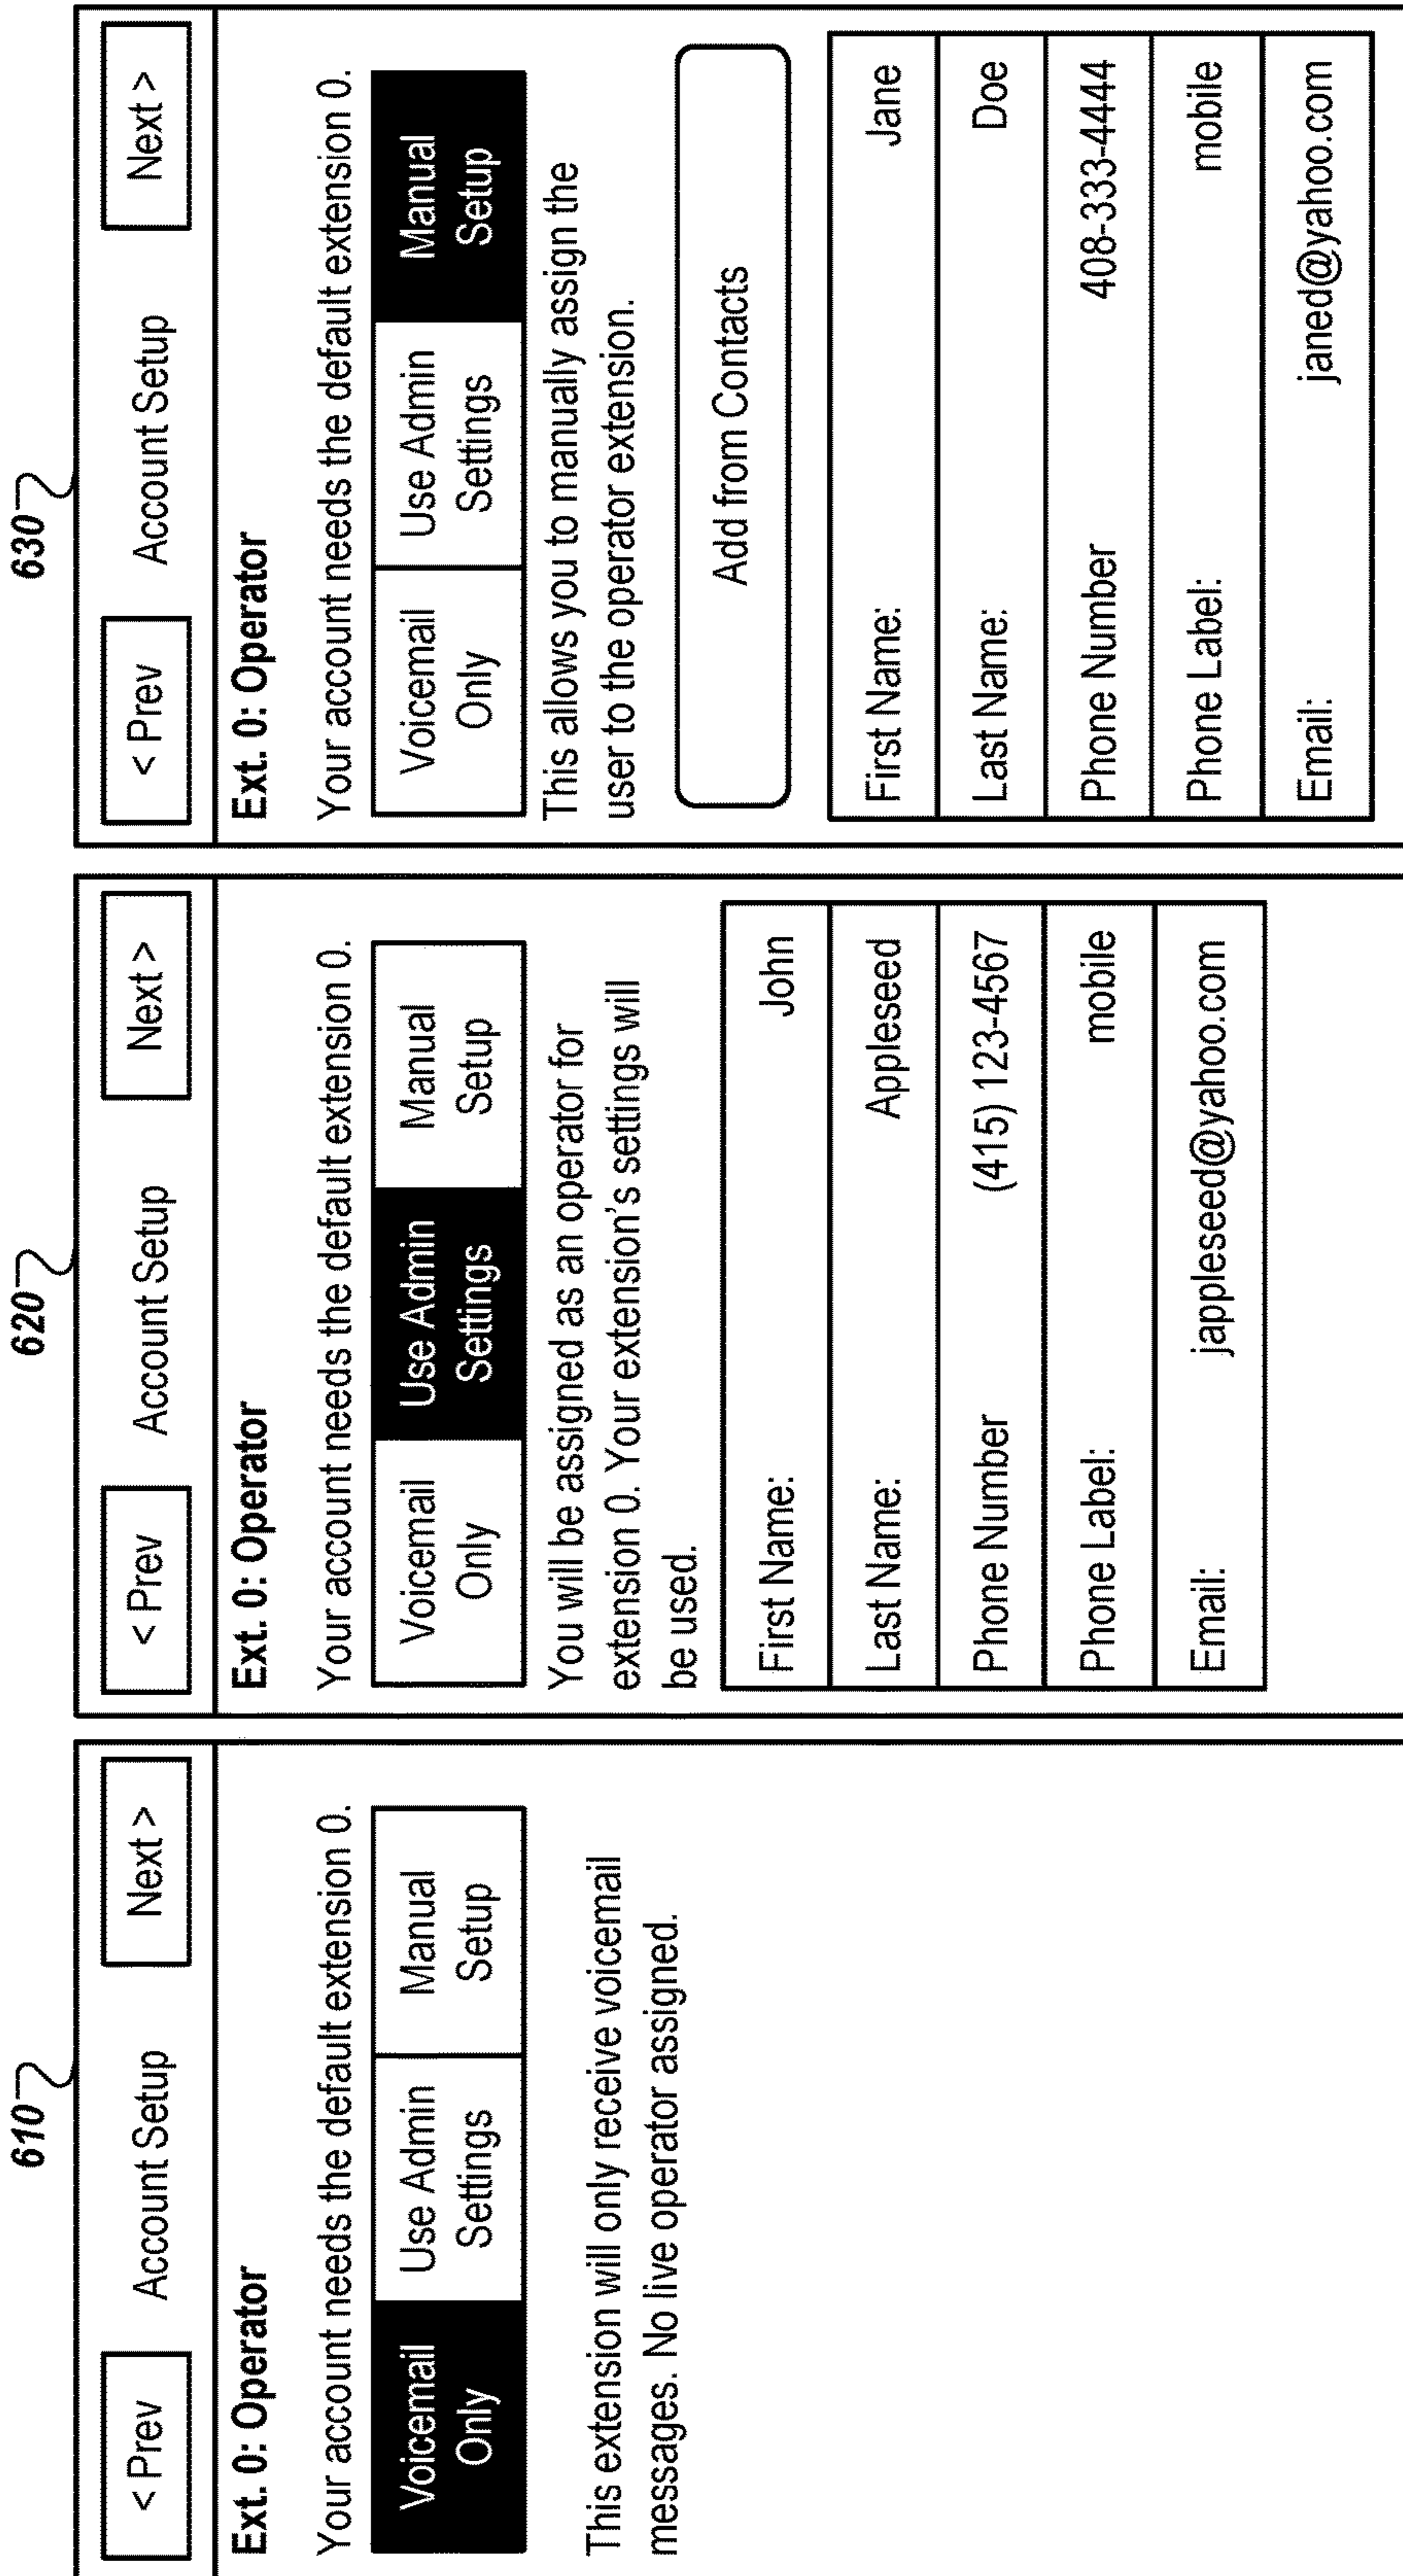 610
< Prev Account Setup Next >
Ext. 0: Operator
Your account needs the default extension 0.
Voicemail Only
Use Admin Settings
Manual Setup
This extension will only receive voicemail
messages. No live operator assigned.
620
< Prev Account Setup Next >
Ext. 0: Operator
Your account needs the default extension 0.
Voicemail Only
Use Admin Settings
Manual Setup
You will be assigned as an operator for
extension 0. Your extension's settings will
be used.
First Name: John
Last Name: Appleseed
Phone Number (415) 123-4567
Phone Label: mobile
Email: jappleseed@yahoo.com
630
< Prev Account Setup Next >
Ext. 0: Operator
Your account needs the default extension 0.
Voicemail Only
Use Admin Settings
Manual Setup
This allows you to manually assign the
user to the operator extension.
Add from Contacts
First Name: Jane
Last Name: Doe
Phone Number 408-333-4444
Phone Label: mobile
Email: janed@yahoo.com